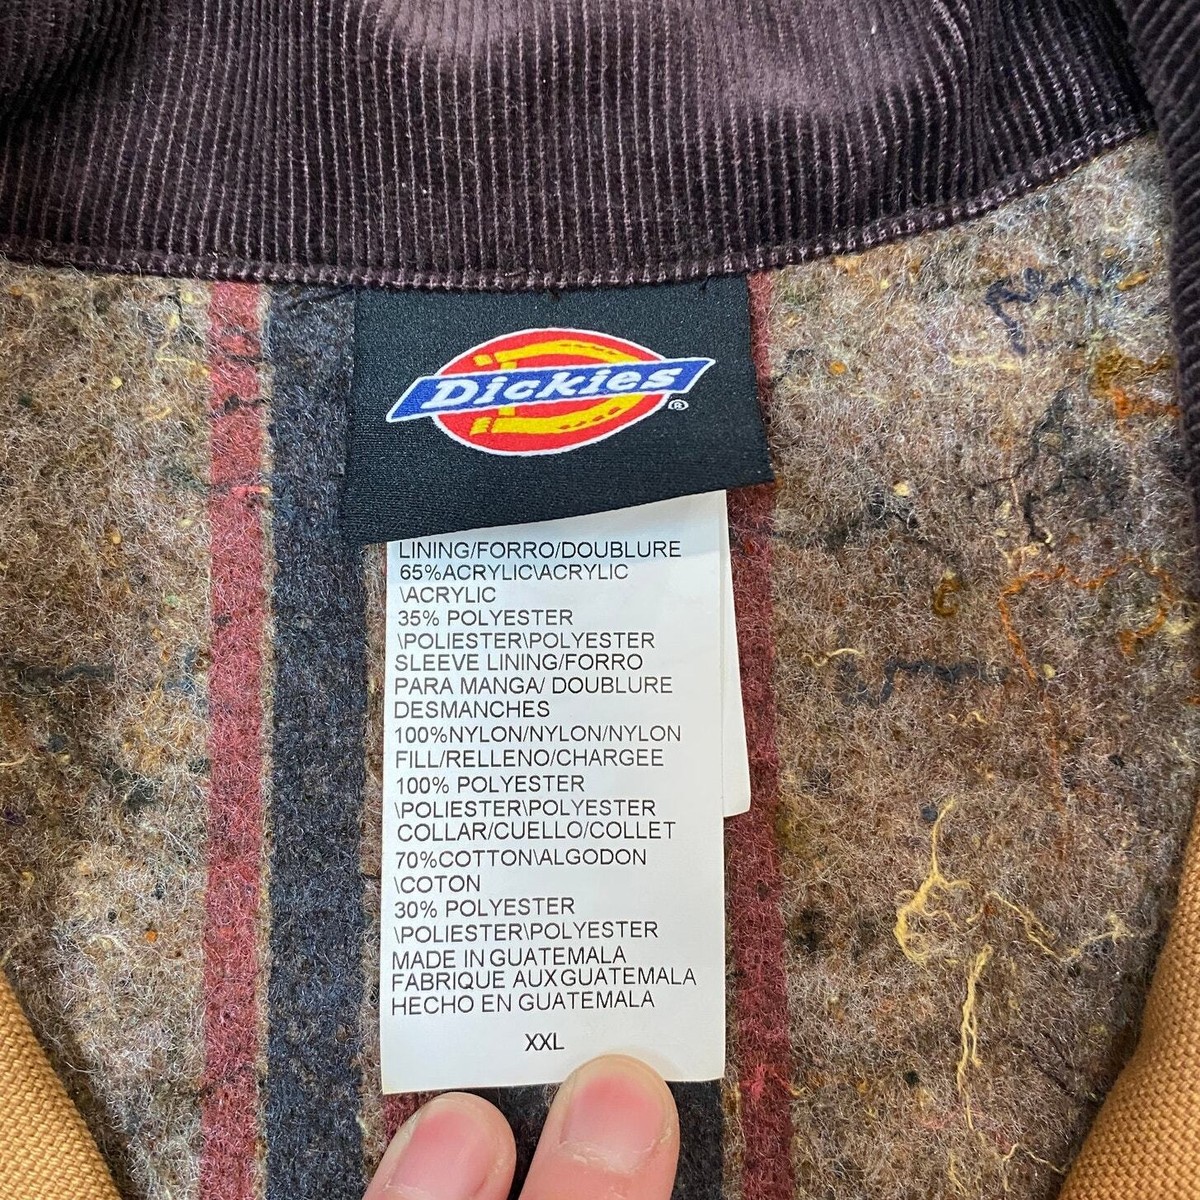 Dickies
®
LINING/FORRO/DOUBLURE
65%ACRYLIC\ACRYLIC
\ACRYLIC
35% POLYESTER
\POLIESTER\POLYESTER
SLEEVE LINING/FORRO
PARA MANGA/ DOUBLURE
DESMANCHES
100%NYLON/NYLON/NYLON
FILL/RELLENO/CHARGEE
100% POLYESTER
\POLIESTER\POLYESTER
COLLAR/CUELLO/COLLET
70%COTTON\ALGODON
\COTON
30% POLYESTER
\POLIESTER\POLYESTER
MADE IN GUATEMALA
FABRIQUE AUXGUATEMALA
HECHO EN GUATEMALA
XXL